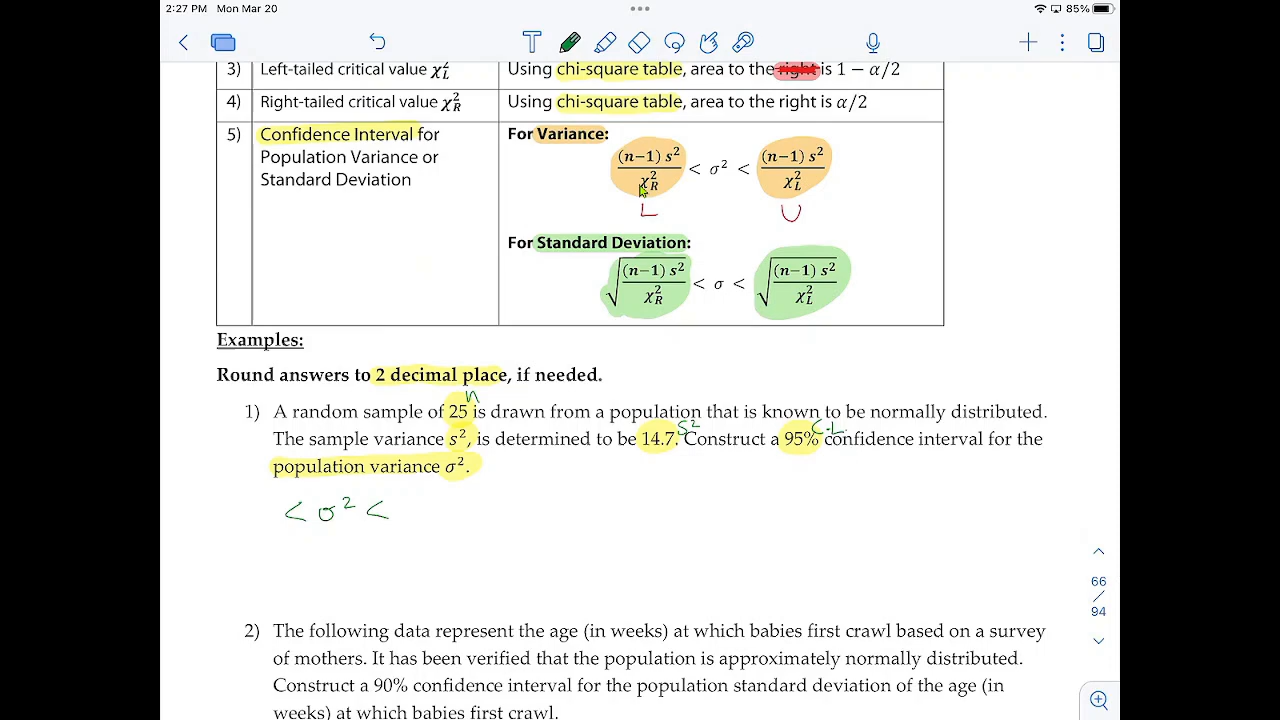 2:27 PM Mon Mar 20
85%
T
3) Left-tailed critical value χ²L Using chi-square table, area to the right is 1 − α/2
4) Right-tailed critical value χ²R Using chi-square table, area to the right is α/2
5) Confidence Interval for Population Variance or Standard Deviation
For Variance:
(n−1) s² / χ²R < σ² < (n−1) s² / χ²L
L U
For Standard Deviation:
√((n−1) s² / χ²R) < σ < √((n−1) s² / χ²L)
Examples:
Round answers to 2 decimal place, if needed.
n
1) A random sample of 25 is drawn from a population that is known to be normally distributed.
S² C.L
The sample variance s², is determined to be 14.7. Construct a 95% confidence interval for the
population variance σ².
< σ² <
66
/
94
2) The following data represent the age (in weeks) at which babies first crawl based on a survey
of mothers. It has been verified that the population is approximately normally distributed.
Construct a 90% confidence interval for the population standard deviation of the age (in
weeks) at which babies first crawl.